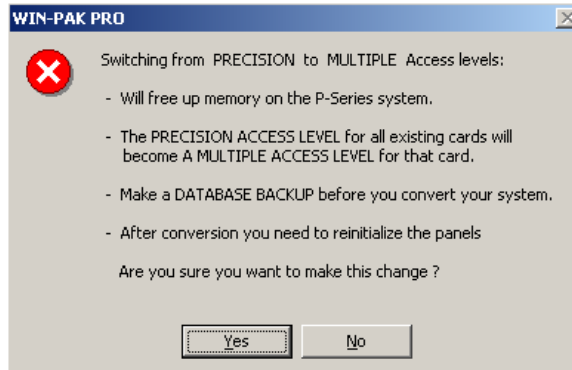 WIN-PAK PRO
Switching from PRECISION to MULTIPLE Access levels:
- Will free up memory on the P-Series system.
- The PRECISION ACCESS LEVEL for all existing cards will
become A MULTIPLE ACCESS LEVEL for that card.
- Make a DATABASE BACKUP before you convert your system.
- After conversion you need to reinitialize the panels
Are you sure you want to make this change ?
Yes
No